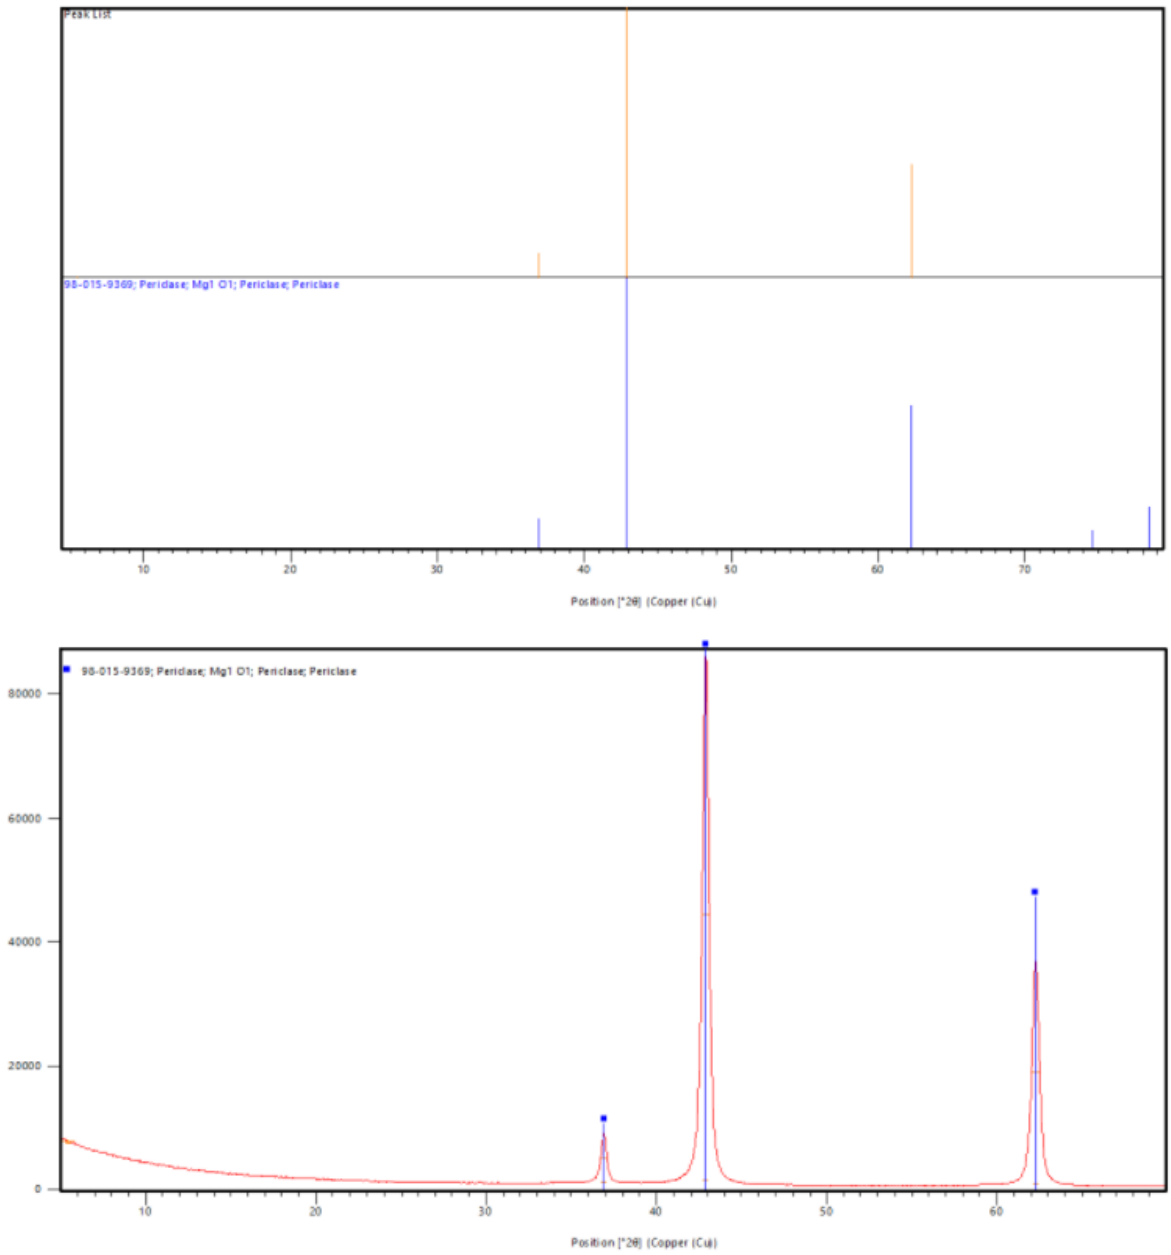 Peak List
98-015-9369; Periclase; Mg1 O1; Periclase; Periclase
10 20 30 40 50 60 70
Position [°2θ] (Copper (Cu))
98-015-9369; Periclase; Mg1 O1; Periclase; Periclase
80000
60000
40000
20000
0
10 20 30 40 50 60
Position [°2θ] (Copper (Cu))